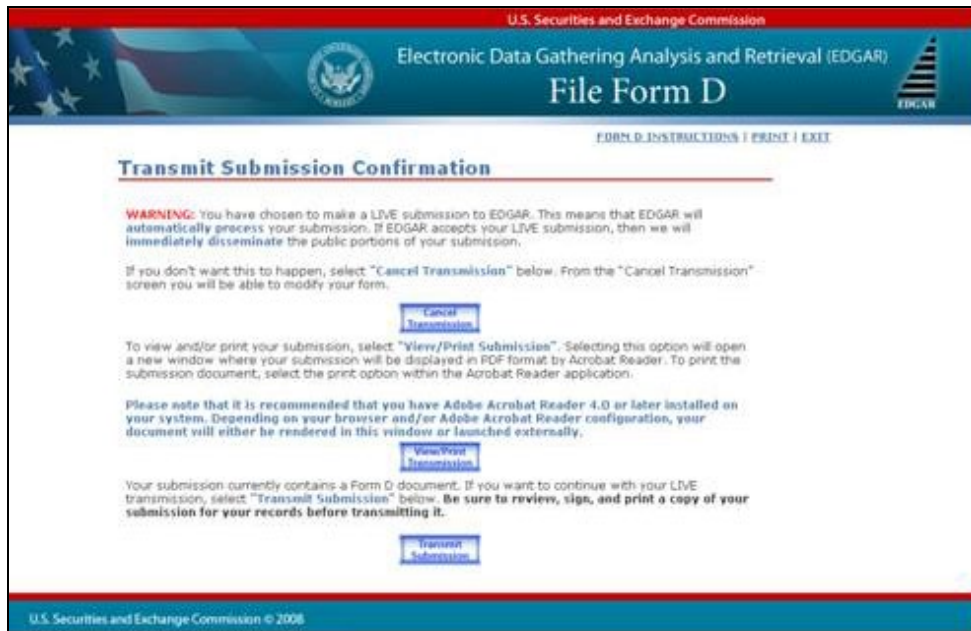 U.S. Securities and Exchange Commission
Electronic Data Gathering Analysis and Retrieval (EDGAR)
File Form D
EDGAR
FORM D INSTRUCTIONS | PRINT | EXIT
Transmit Submission Confirmation
WARNING: You have chosen to make a LIVE submission to EDGAR. This means that EDGAR will
automatically process your submission. If EDGAR accepts your LIVE submission, then we will
immediately disseminate the public portions of your submission.
If you don't want this to happen, select "Cancel Transmission" below. From the "Cancel Transmission"
screen you will be able to modify your form.
Cancel
Transmission
To view and/or print your submission, select "View/Print Submission". Selecting this option will open
a new window where your submission will be displayed in PDF format by Acrobat Reader. To print the
submission document, select the print option within the Acrobat Reader application.
Please note that it is recommended that you have Adobe Acrobat Reader 4.0 or later installed on
your system. Depending on your browser and/or Adobe Acrobat Reader configuration, your
document will either be rendered in this window or launched externally.
View/Print
Transmission
Your submission currently contains a Form D document. If you want to continue with your LIVE
transmission, select "Transmit Submission" below. Be sure to review, sign, and print a copy of your
submission for your records before transmitting it.
Transmit
Submission
U.S. Securities and Exchange Commission © 2008